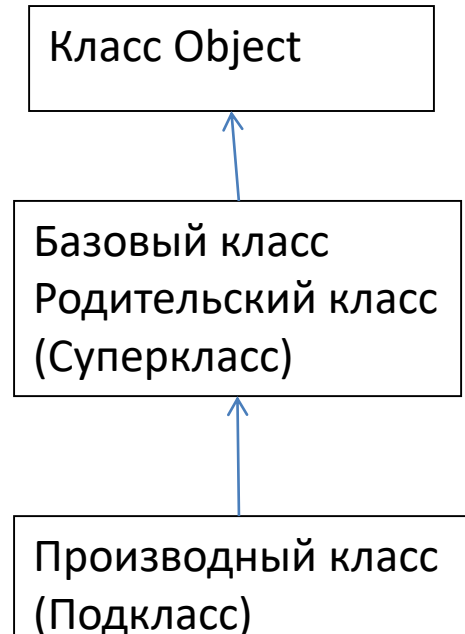 Класс Object
Базовый класс
Родительский класс
(Суперкласс)
Производный класс
(Подкласс)